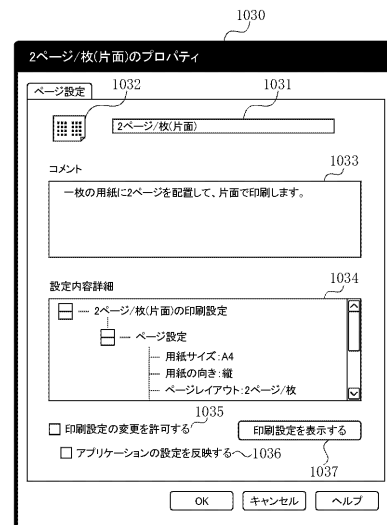 1030
2ページ/枚(片面)のプロパティ
ページ設定
1032
1031
2ページ/枚(片面)
1033
コメント
一枚の用紙に2ページを配置して、片面で印刷します。
1034
設定内容詳細
2ページ/枚(片面)の印刷設定
ページ設定
用紙サイズ:A4
用紙の向き:縦
ページレイアウト:2ページ/枚
1035
印刷設定の変更を許可する
印刷設定を表示する
アプリケーションの設定を反映する
1036
1037
OK
キャンセル
ヘルプ